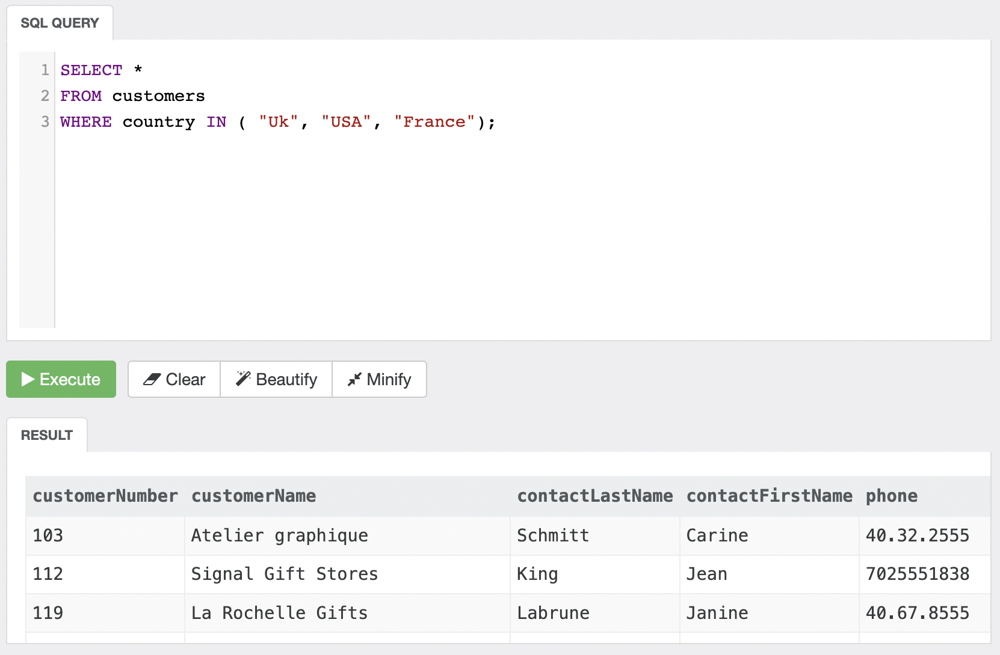 SQL QUERY
1 SELECT *
2 FROM customers
3 WHERE country IN ( "Uk", "USA", "France");
Execute Clear Beautify Minify
RESULT
customerNumber customerName contactLastName contactFirstName phone
103 Atelier graphique Schmitt Carine 40.32.2555
112 Signal Gift Stores King Jean 7025551838
119 La Rochelle Gifts Labrune Janine 40.67.8555